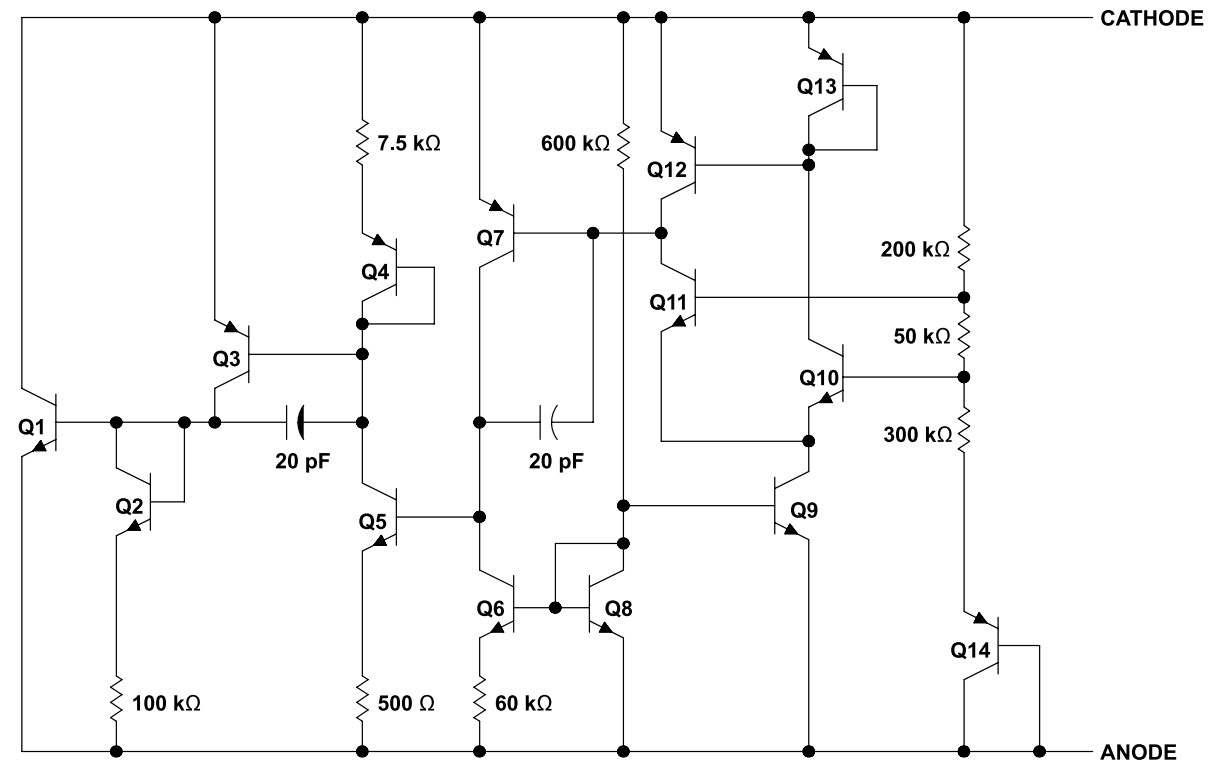 CATHODE
Q13
7.5 kΩ
600 kΩ
Q12
Q7
200 kΩ
Q4
Q11
50 kΩ
Q3
Q10
Q1
300 kΩ
20 pF
20 pF
Q2
Q5
Q9
Q6
Q8
Q14
100 kΩ
500 Ω
60 kΩ
ANODE